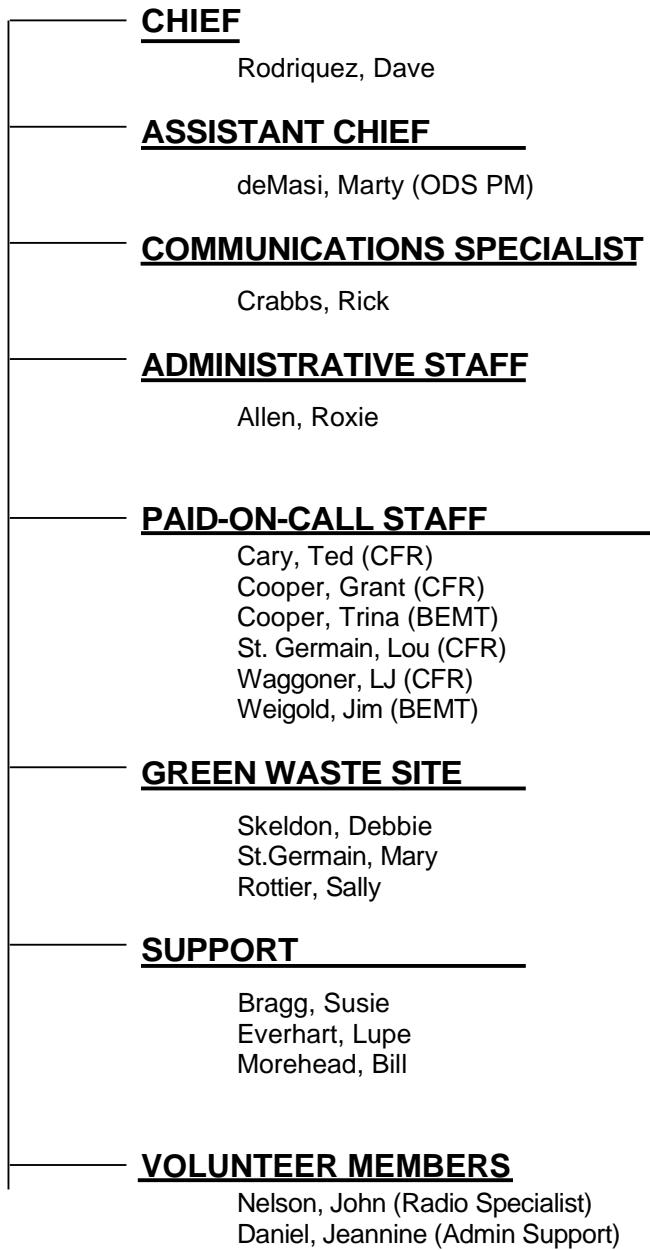 CHIEF
Rodriquez, Dave
ASSISTANT CHIEF
deMasi, Marty (ODS PM)
COMMUNICATIONS SPECIALIST
Crabbs, Rick
ADMINISTRATIVE STAFF
Allen, Roxie
PAID-ON-CALL STAFF
Cary, Ted (CFR)
Cooper, Grant (CFR)
Cooper, Trina (BEMT)
St. Germain, Lou (CFR)
Waggoner, LJ (CFR)
Weigold, Jim (BEMT)
GREEN WASTE SITE
Skeldon, Debbie
St.Germain, Mary
Rottier, Sally
SUPPORT
Bragg, Susie
Everhart, Lupe
Morehead, Bill
VOLUNTEER MEMBERS
Nelson, John (Radio Specialist)
Daniel, Jeannine (Admin Support)